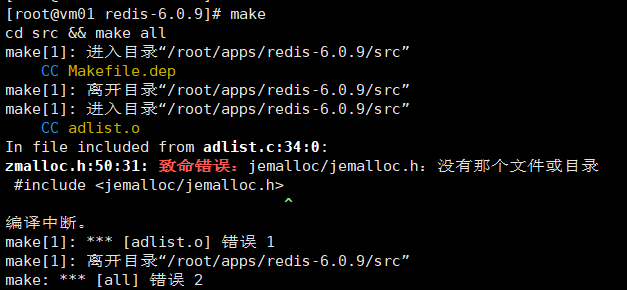 [root@vm01 redis-6.0.9]# make
cd src && make all
make[1]: 进入目录“/root/apps/redis-6.0.9/src”
CC Makefile.dep
make[1]: 离开目录“/root/apps/redis-6.0.9/src”
make[1]: 进入目录“/root/apps/redis-6.0.9/src”
CC adlist.o
In file included from adlist.c:34:0:
zmalloc.h:50:31: 致命错误：jemalloc/jemalloc.h：没有那个文件或目录
#include <jemalloc/jemalloc.h>
^
编译中断。
make[1]: *** [adlist.o] 错误 1
make[1]: 离开目录“/root/apps/redis-6.0.9/src”
make: *** [all] 错误 2